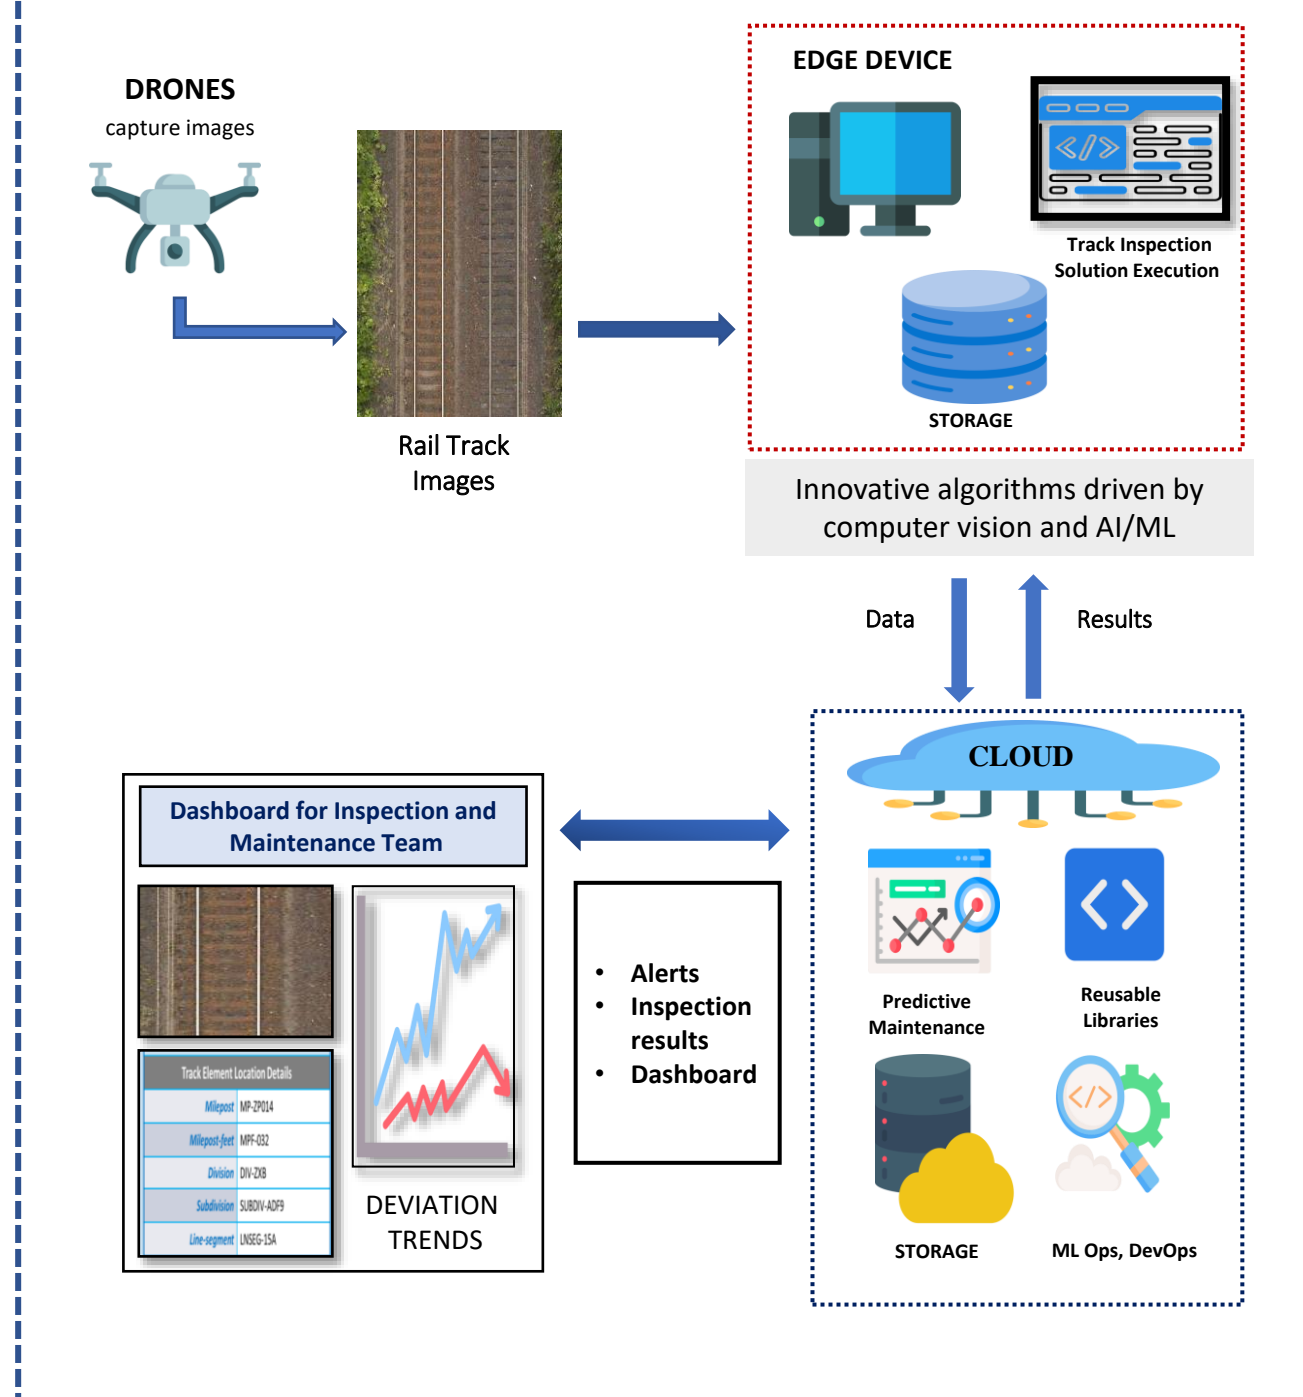 DRONES
capture images
Rail Track
Images
EDGE DEVICE
Track Inspection
Solution Execution
STORAGE
Innovative algorithms driven by
computer vision and AI/ML
Data
Results
CLOUD
Predictive
Maintenance
Reusable
Libraries
STORAGE
ML Ops, DevOps
• Alerts
• Inspection
results
• Dashboard
Dashboard for Inspection and
Maintenance Team
Track Element Location Details
Milepost MP-ZP014
Milepost-feet MPF-032
Division DIV-ZXB
Subdivision SUBDIV-ADF9
Line-segment LNSEG-15A
DEVIATION
TRENDS